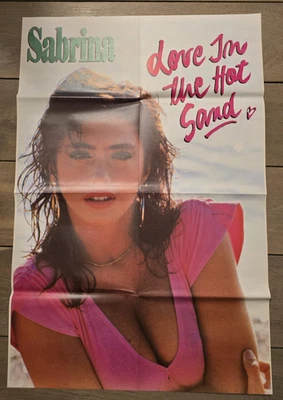 Sabrina
Love In
the Hot
Sand